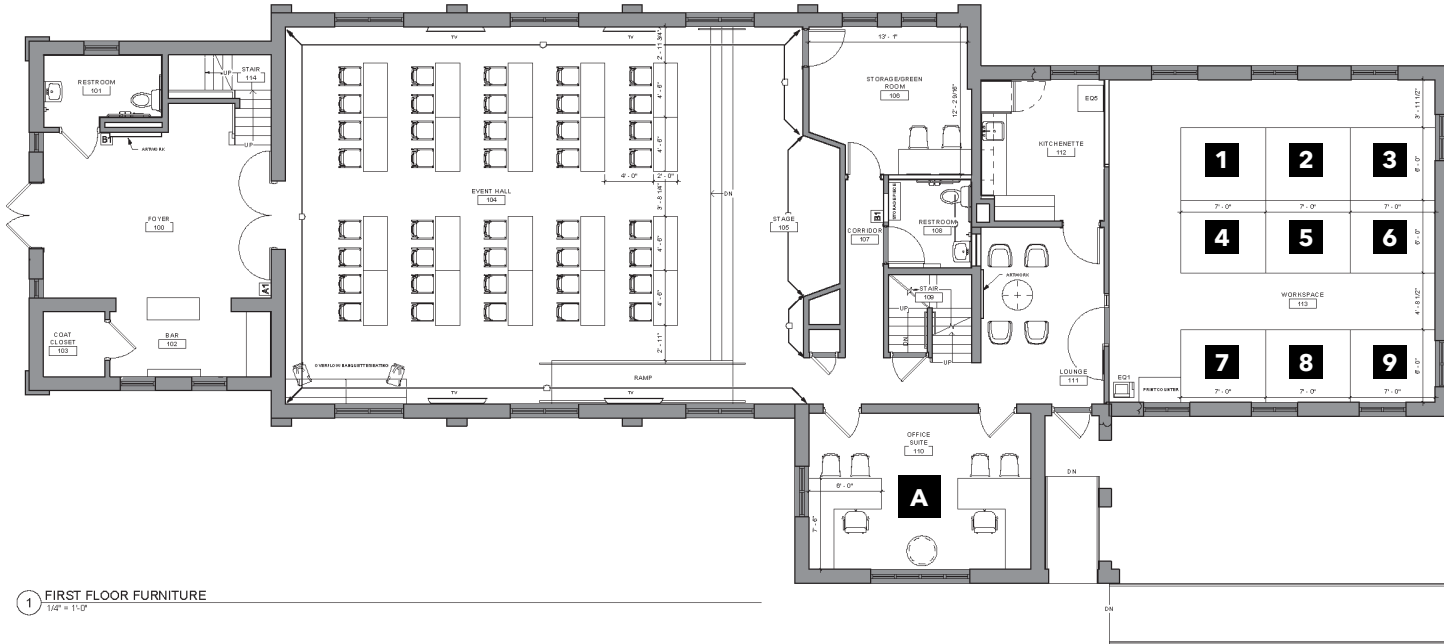 TV
TV
13' - 1"
2' - 11 3/4"
RESTROOM
101
UP
STAIR
114
UP
B1
ARTWORK
4'- 6"
4'- 6"
STORAGE/GREEN
ROOM
106
12'- 2 9/16"
EQ5
KITCHENETTE
112
3'- 11 1/2"
1
2
3
6'- 0"
4'- 0"
2'- 0"
EVENT HALL
104
3'- 8 1/4"
DN
FOYER
100
STAGE
105
CORRIDOR
107
B1
RESTROOM
108
7'- 0"
7'- 0"
7'- 0"
4
5
6
6'- 0"
4'- 6"
4'- 6"
A1
ARTWORK
STAIR
109
UP
DN
UP
WORKSPACE
113
4'- 8 1/2"
COAT
CLOSET
103
BAR
102
2'- 11"
RAMP
LOUNGE
111
EQ1
PRINT COUNTER
7
8
9
6'- 0"
7'- 0"
7'- 0"
7'- 0"
TV
TV
OFFICE
SUITE
110
6'- 0"
A
7'- 6"
DN
1
FIRST FLOOR FURNITURE
1/4" = 1'-0"
DN